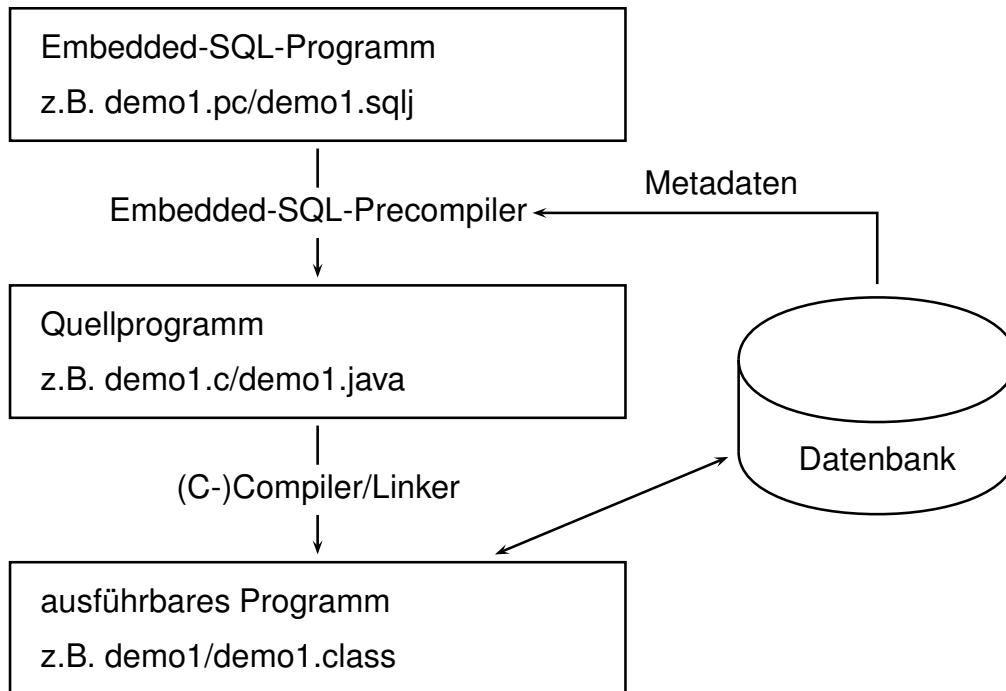 Embedded-SQL-Programm
z.B. demo1.pc/demo1.sqlj
Metadaten
Embedded-SQL-Precompiler
Quellprogramm
z.B. demo1.c/demo1.java
Datenbank
(C-)Compiler/Linker
ausführbares Programm
z.B. demo1/demo1.class